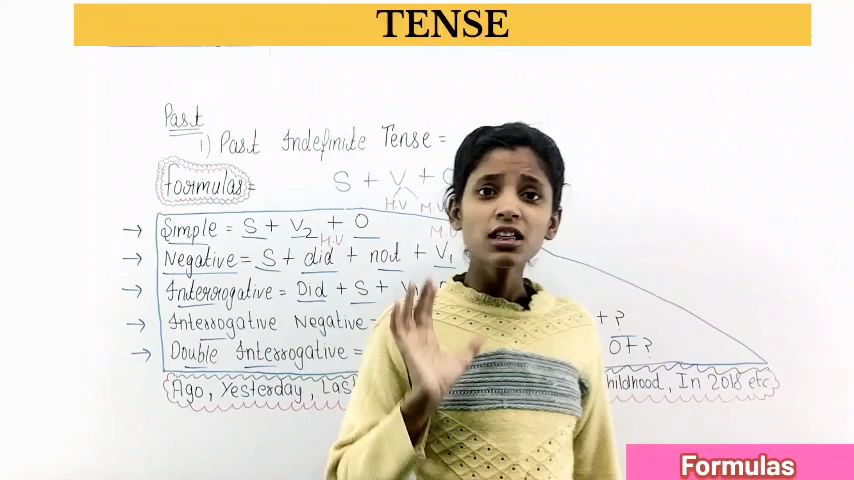 TENSE
Past
1) Past Indefinite Tense =
Formulas =
S + V + O
H.V M.V
Simple = S + V2 + O
M.V
Negative = S + did + not + V1
H.V M.V
Interrogative = Did + S + V1
Interrogative Negative = + ?
Double Interrogative = O + ?
Ago, Yesterday, Childhood, In 2018 etc.
Formulas